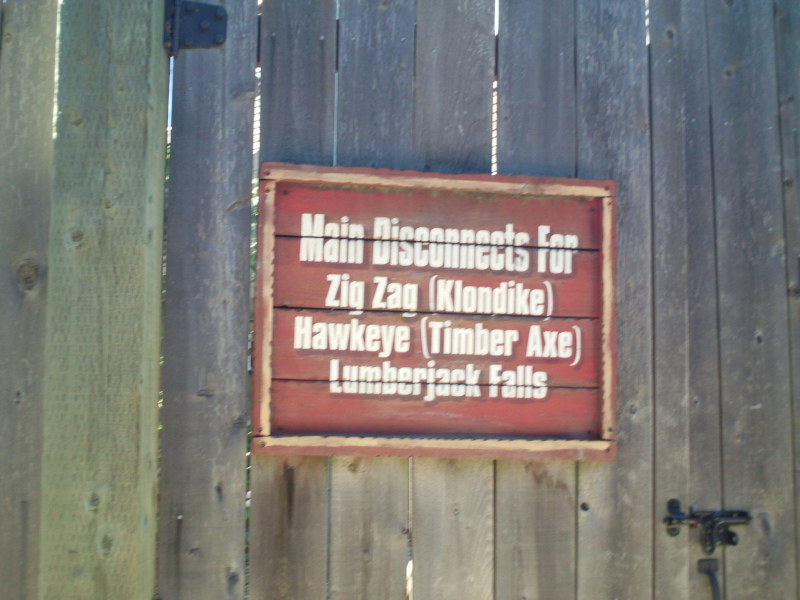 Main Disconnects For
Zig Zag (Klondike)
Hawkeye (Timber Axe)
Lumberjack Falls